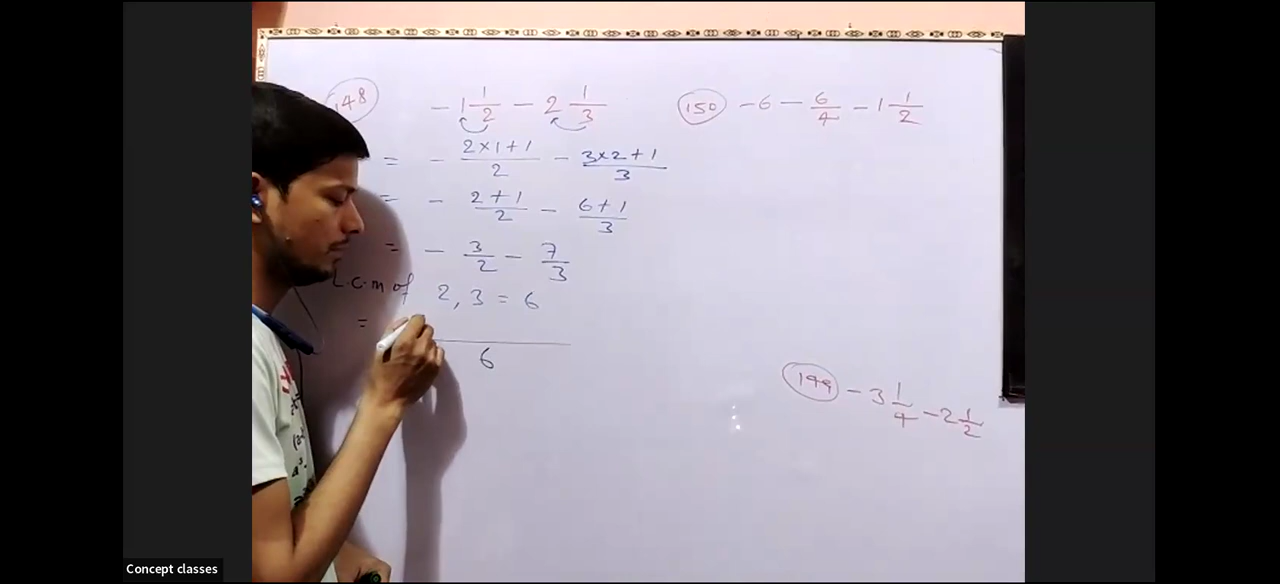 148 - 1 1/2 - 2 1/3
= - 2×1+1/2 - 3×2+1/3
= - 2+1/2 - 6+1/3
= - 3/2 - 7/3
L.C.M of 2, 3 = 6
= /6
150 -6 - 6/4 - 1 1/2
149 - 3 1/4 - 2 1/2
Concept classes